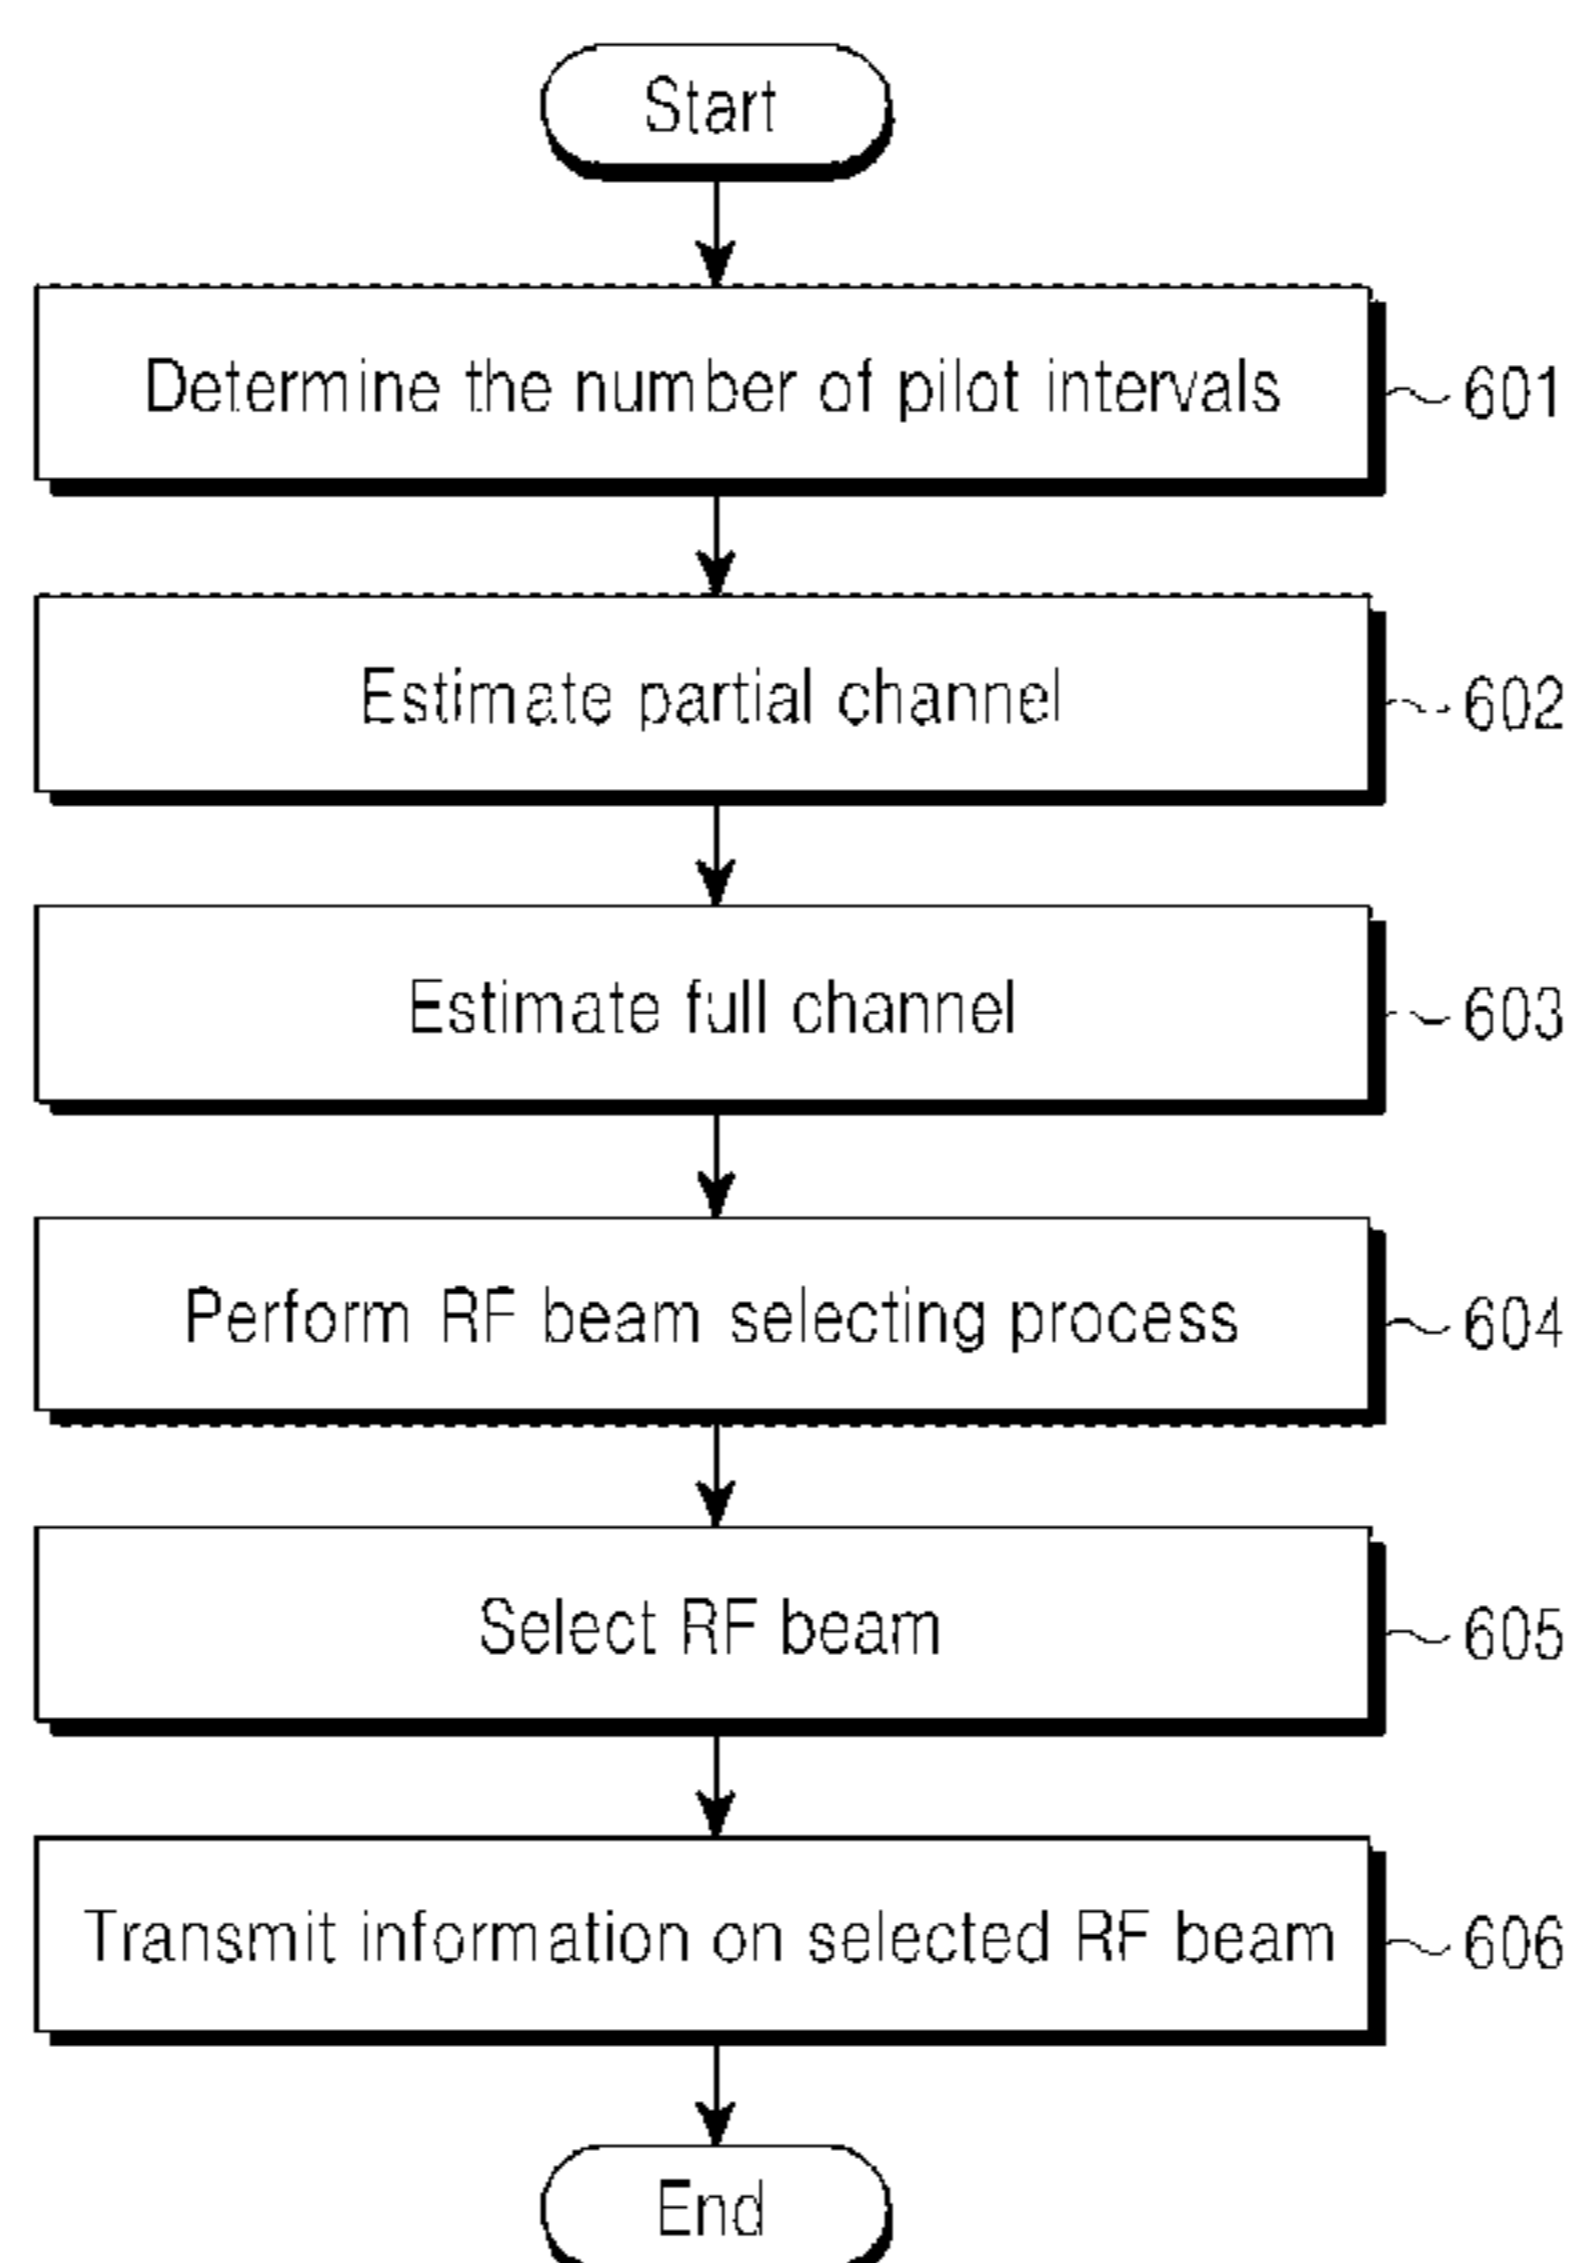 Start
Determine the number of pilot intervals
601
Estimate partial channel
602
Estimate full channel
603
Perform RF beam selecting process
604
Select RF beam
605
Transmit information on selected RF beam
606
End